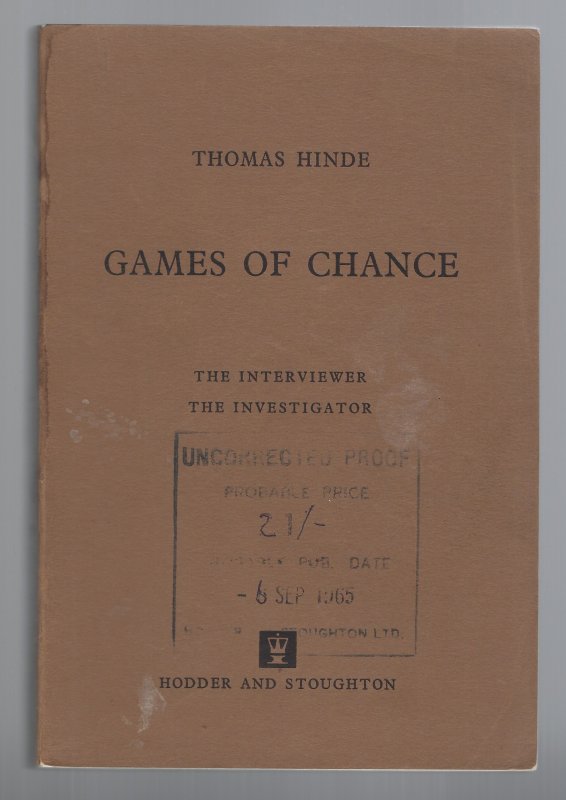 THOMAS HINDE
GAMES OF CHANCE
THE INTERVIEWER
THE INVESTIGATOR
UNCORRECTED PROOF
PROBABLE PRICE
21/-
PUB. DATE
- 6 SEP 1965
STOUGHTON LTD.
HODDER AND STOUGHTON